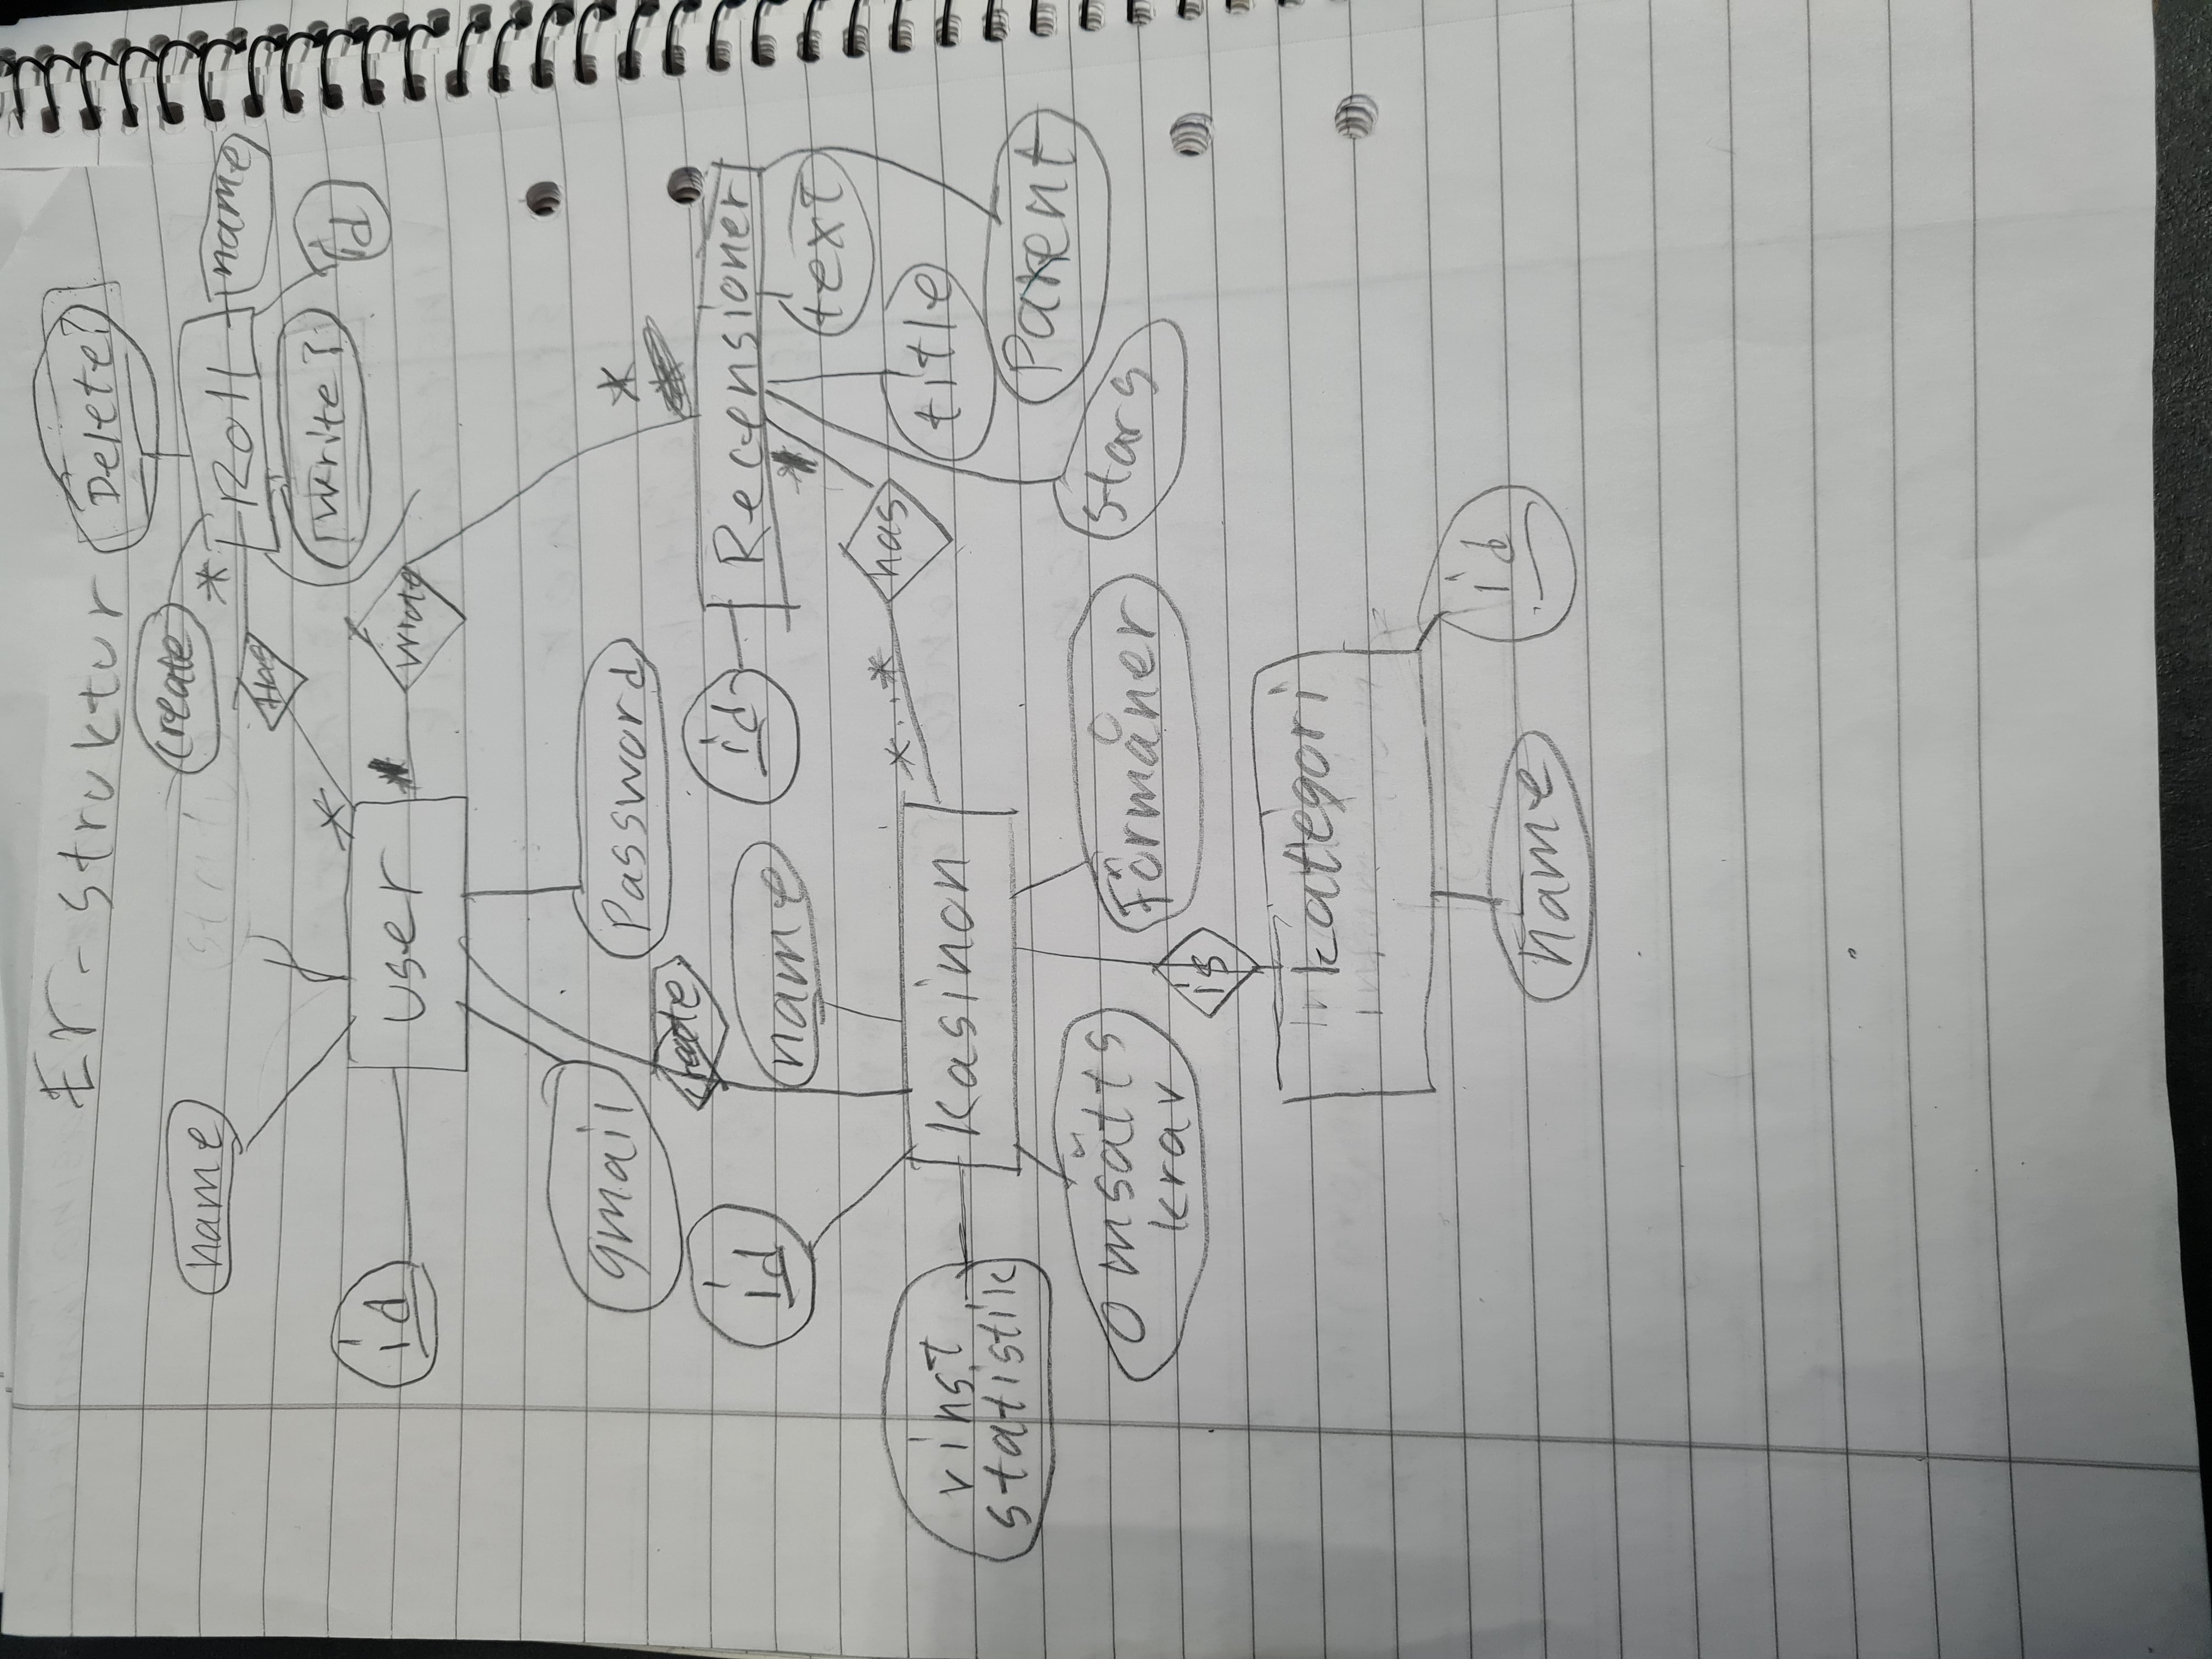 Er-struktur
Delete?
create
name
*
Roll
name
Has
write?
id
*
id
user
*
gmail
Password
*
create
id
name
id
Recensioner
*
text
*..*
has
title
vinst
statistik
Kasinon
Parent
omsätts
krav
förmåner
stars
is
kategori
id
name